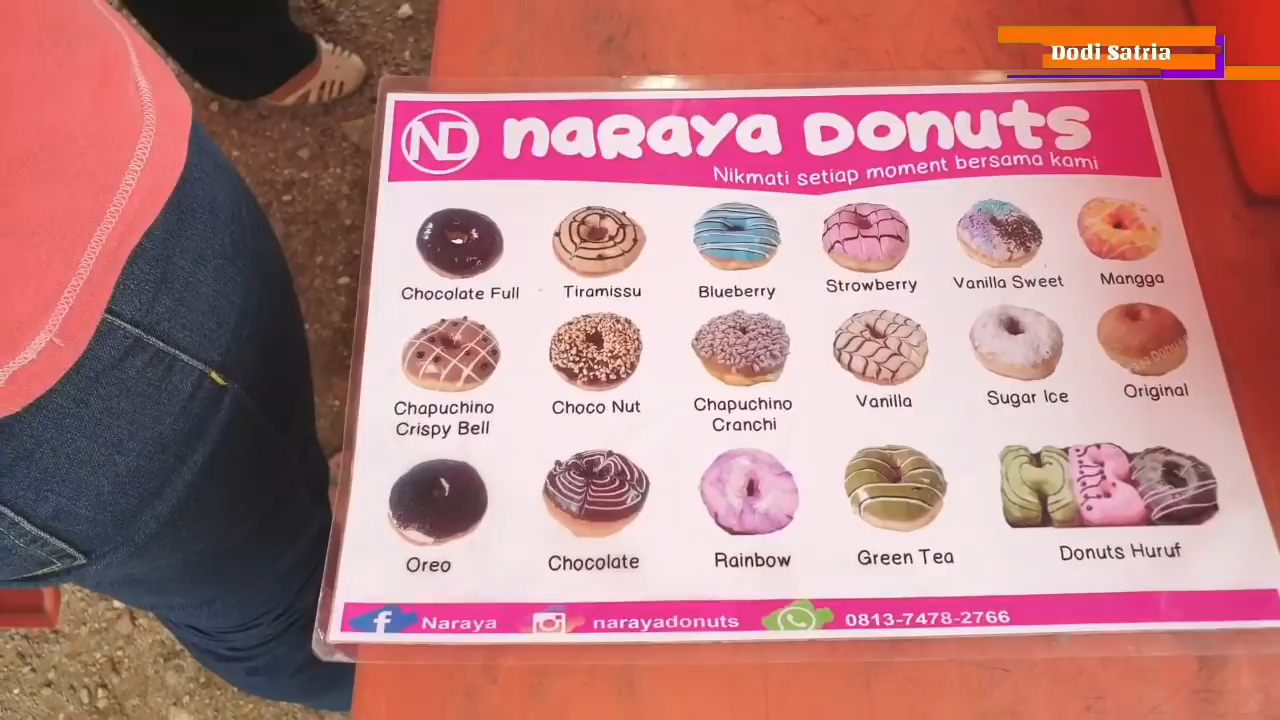 Dodi Satria
ND NARAYA DONUTS
Nikmati setiap moment bersama kami
Chocolate Full Tiramissu Blueberry Strowberry Vanilla Sweet Mangga
Chapuchino Crispy Bell Choco Nut Chapuchino Cranchi Vanilla Sugar Ice Original
Oreo Chocolate Rainbow Green Tea Donuts Huruf
Naraya narayadonuts 0813-7478-2766